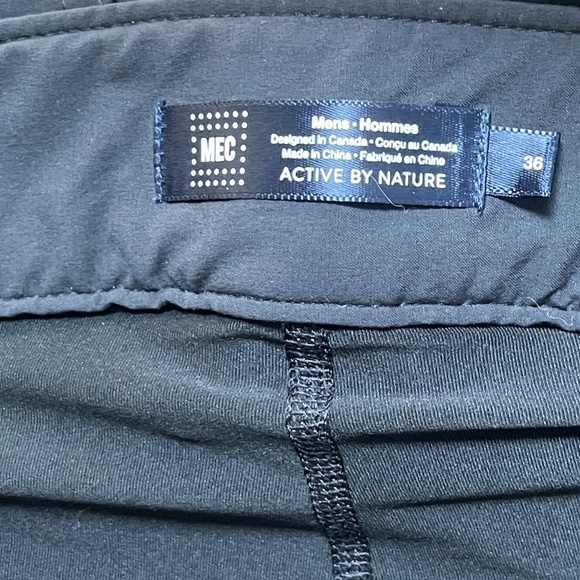 MEC
Mens · Hommes
Designed in Canada · Conçu au Canada
Made in China · Fabriqué en Chine
ACTIVE BY NATURE
36